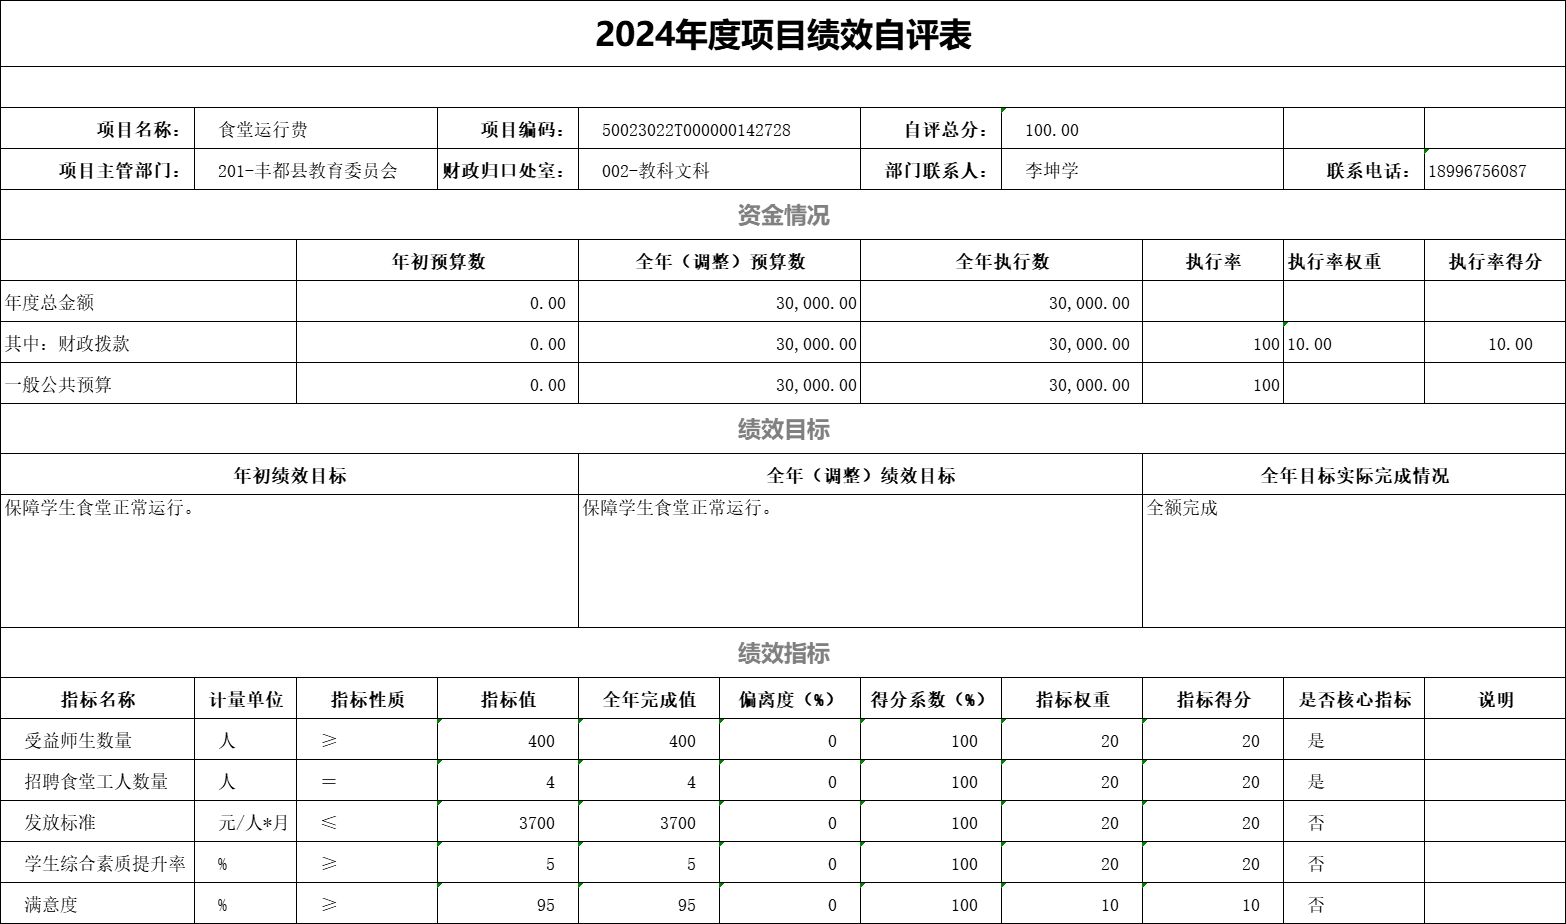 2024年度项目绩效自评表
项目名称： 食堂运行费 项目编码： 50023022T000000142728 自评总分： 100.00
项目主管部门： 201-丰都县教育委员会 财政归口处室： 002-教科文科 部门联系人： 李坤学 联系电话： 18996756087
资金情况
年初预算数 全年（调整）预算数 全年执行数 执行率 执行率权重 执行率得分
年度总金额 0.00 30,000.00 30,000.00
其中：财政拨款 0.00 30,000.00 30,000.00 100 10.00 10.00
一般公共预算 0.00 30,000.00 30,000.00 100
绩效目标
年初绩效目标 全年（调整）绩效目标 全年目标实际完成情况
保障学生食堂正常运行。 保障学生食堂正常运行。 全额完成
绩效指标
指标名称 计量单位 指标性质 指标值 全年完成值 偏离度（%） 得分系数（%） 指标权重 指标得分 是否核心指标 说明
受益师生数量 人 ≥ 400 400 0 100 20 20 是
招聘食堂工人数量 人 ＝ 4 4 0 100 20 20 是
发放标准 元/人*月 ≤ 3700 3700 0 100 20 20 否
学生综合素质提升率 % ≥ 5 5 0 100 20 20 否
满意度 % ≥ 95 95 0 100 10 10 否